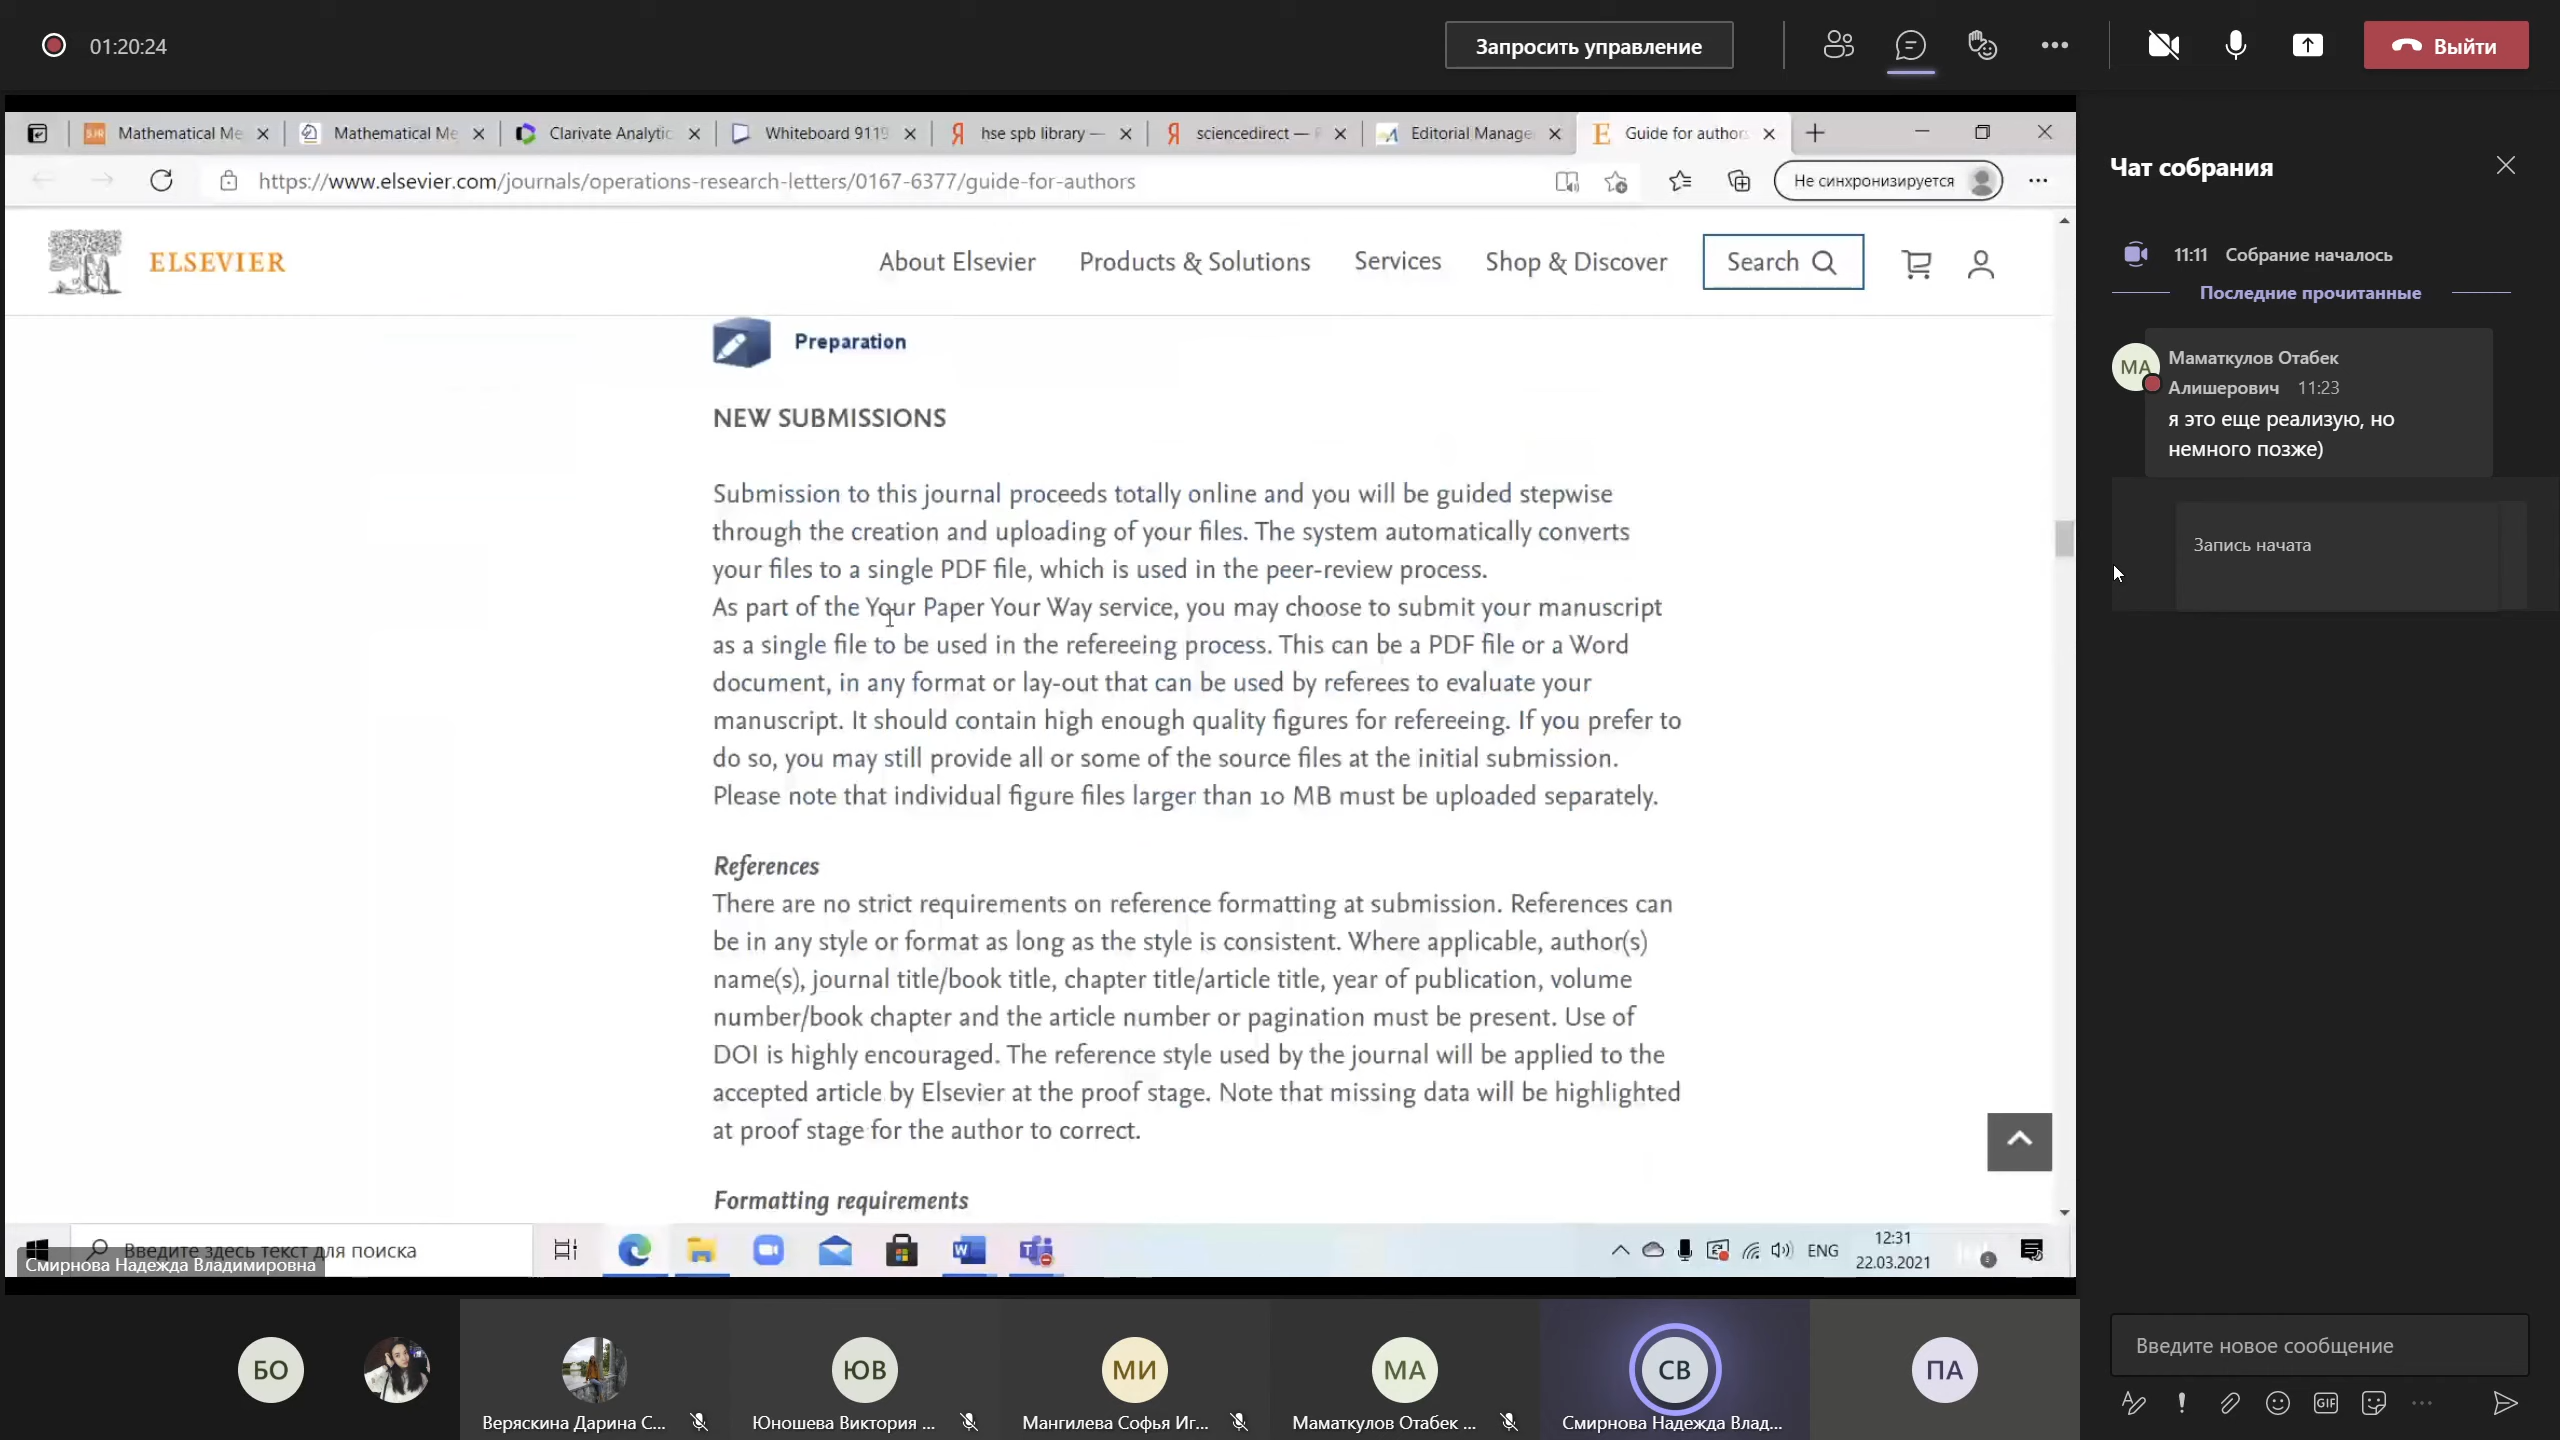 01:20:24
Запросить управление
Выйти
Mathematical Me
Mathematical Me
Clarivate Analytic
Whiteboard 9119
hse spb library —
sciencedirect —
Editorial Manage
Guide for author
https://www.elsevier.com/journals/operations-research-letters/0167-6377/guide-for-authors
Не синхронизируется
ELSEVIER
About Elsevier
Products & Solutions
Services
Shop & Discover
Search
Preparation
NEW SUBMISSIONS
Submission to this journal proceeds totally online and you will be guided stepwise
through the creation and uploading of your files. The system automatically converts
your files to a single PDF file, which is used in the peer-review process.
As part of the Your Paper Your Way service, you may choose to submit your manuscript
as a single file to be used in the refereeing process. This can be a PDF file or a Word
document, in any format or lay-out that can be used by referees to evaluate your
manuscript. It should contain high enough quality figures for refereeing. If you prefer to
do so, you may still provide all or some of the source files at the initial submission.
Please note that individual figure files larger than 10 MB must be uploaded separately.
References
There are no strict requirements on reference formatting at submission. References can
be in any style or format as long as the style is consistent. Where applicable, author(s)
name(s), journal title/book title, chapter title/article title, year of publication, volume
number/book chapter and the article number or pagination must be present. Use of
DOI is highly encouraged. The reference style used by the journal will be applied to the
accepted article by Elsevier at the proof stage. Note that missing data will be highlighted
at proof stage for the author to correct.
Formatting requirements
Введите здесь текст для поиска
Смирнова Надежда Владимировна
ENG
12:31
22.03.2021
Чат собрания
11:11 Собрание началось
Последние прочитанные
МА
Маматкулов Отабек
Алишерович 11:23
я это еще реализую, но
немного позже)
Запись начата
Введите новое сообщение
GIF
БО
Веряскина Дарина С...
ЮВ
Юношева Виктория ...
МИ
Мангилева Софья Иг...
МА
Маматкулов Отабек ...
СВ
Смирнова Надежда Влад...
ПА